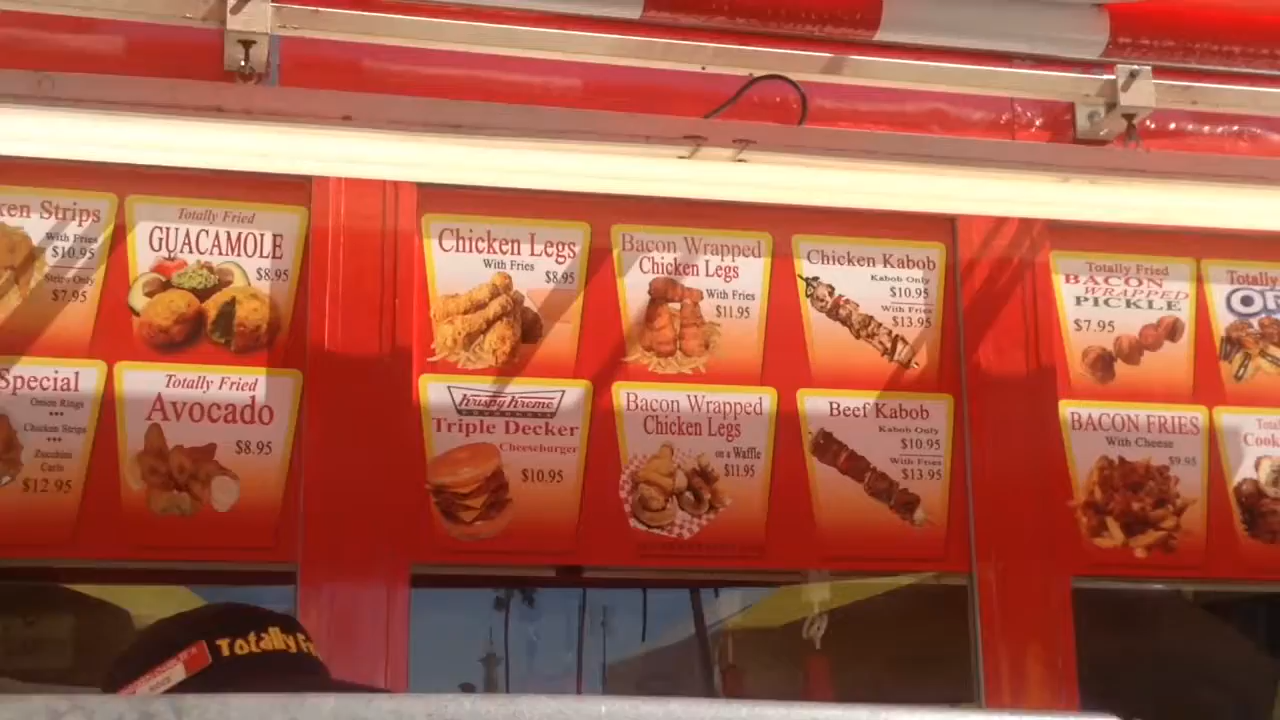 ken Strips
With Fries
$10.95
Strips Only
$7.95
Totally Fried
GUACAMOLE
$8.95
Chicken Legs
With Fries
$8.95
Bacon Wrapped
Chicken Legs
With Fries
$11.95
Chicken Kabob
Kabob Only
$10.95
With Fries
$13.95
Totally Fried
BACON
WRAPPED
PICKLE
$7.95
Totally
Special
Onion Rings
***
Chicken Strips
***
Zucchini
Curls
$12.95
Totally Fried
Avocado
$8.95
Krispy Kreme
DOUGHNUTS
Triple Decker
Cheeseburger
$10.95
Bacon Wrapped
Chicken Legs
on a Waffle
$11.95
Beef Kabob
Kabob Only
$10.95
With Fries
$13.95
BACON FRIES
With Cheese
$9.95
Totally F